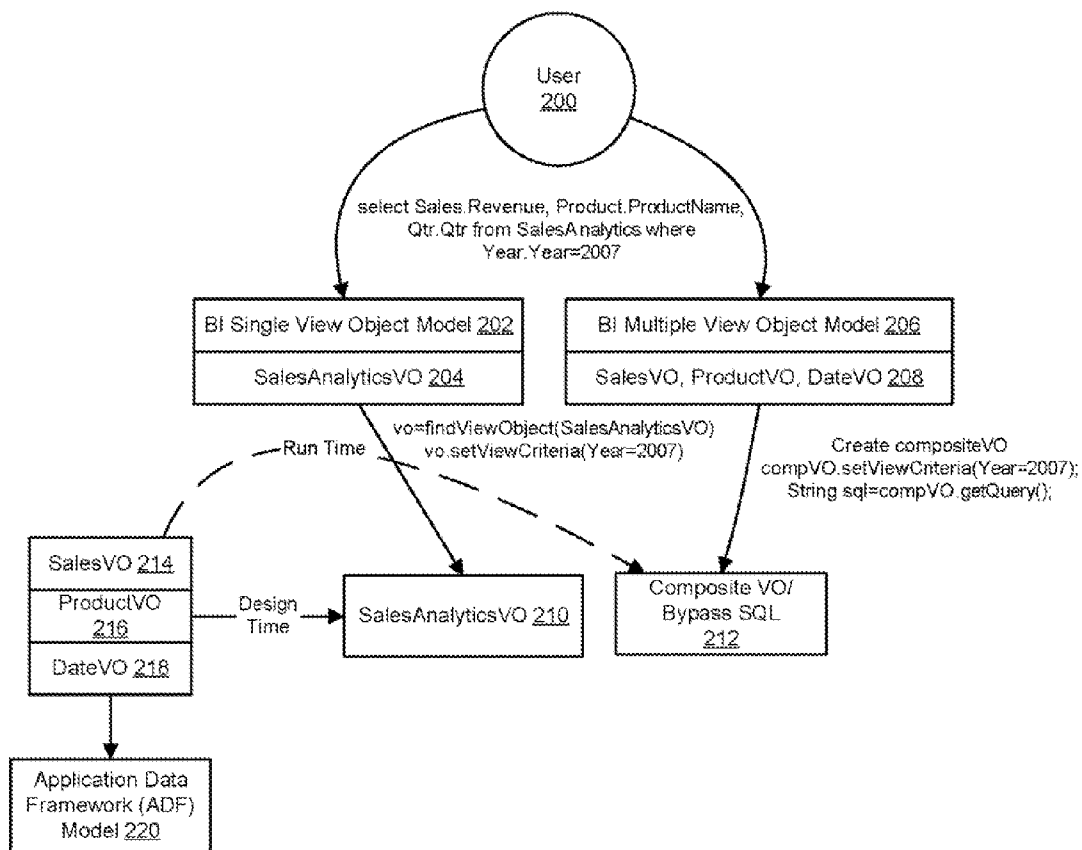 User
200
select Sales.Revenue, Product.ProductName,
Qtr.Qtr from SalesAnalytics where
Year.Year=2007
BI Single View Object Model 202
SalesAnalyticsVO 204
BI Multiple View Object Model 206
SalesVO, ProductVO, DateVO 208
vo=findViewObject(SalesAnalyticsVO)
vo.setViewCriteria(Year=2007)
Run Time
Create compositeVO
compVO.setViewCriteria(Year=2007);
String sql=compVO.getQuery();
SalesVO 214
ProductVO
216
DateVO 218
Design
Time
SalesAnalyticsVO 210
Composite VO/
Bypass SQL
212
Application Data
Framework (ADF)
Model 220